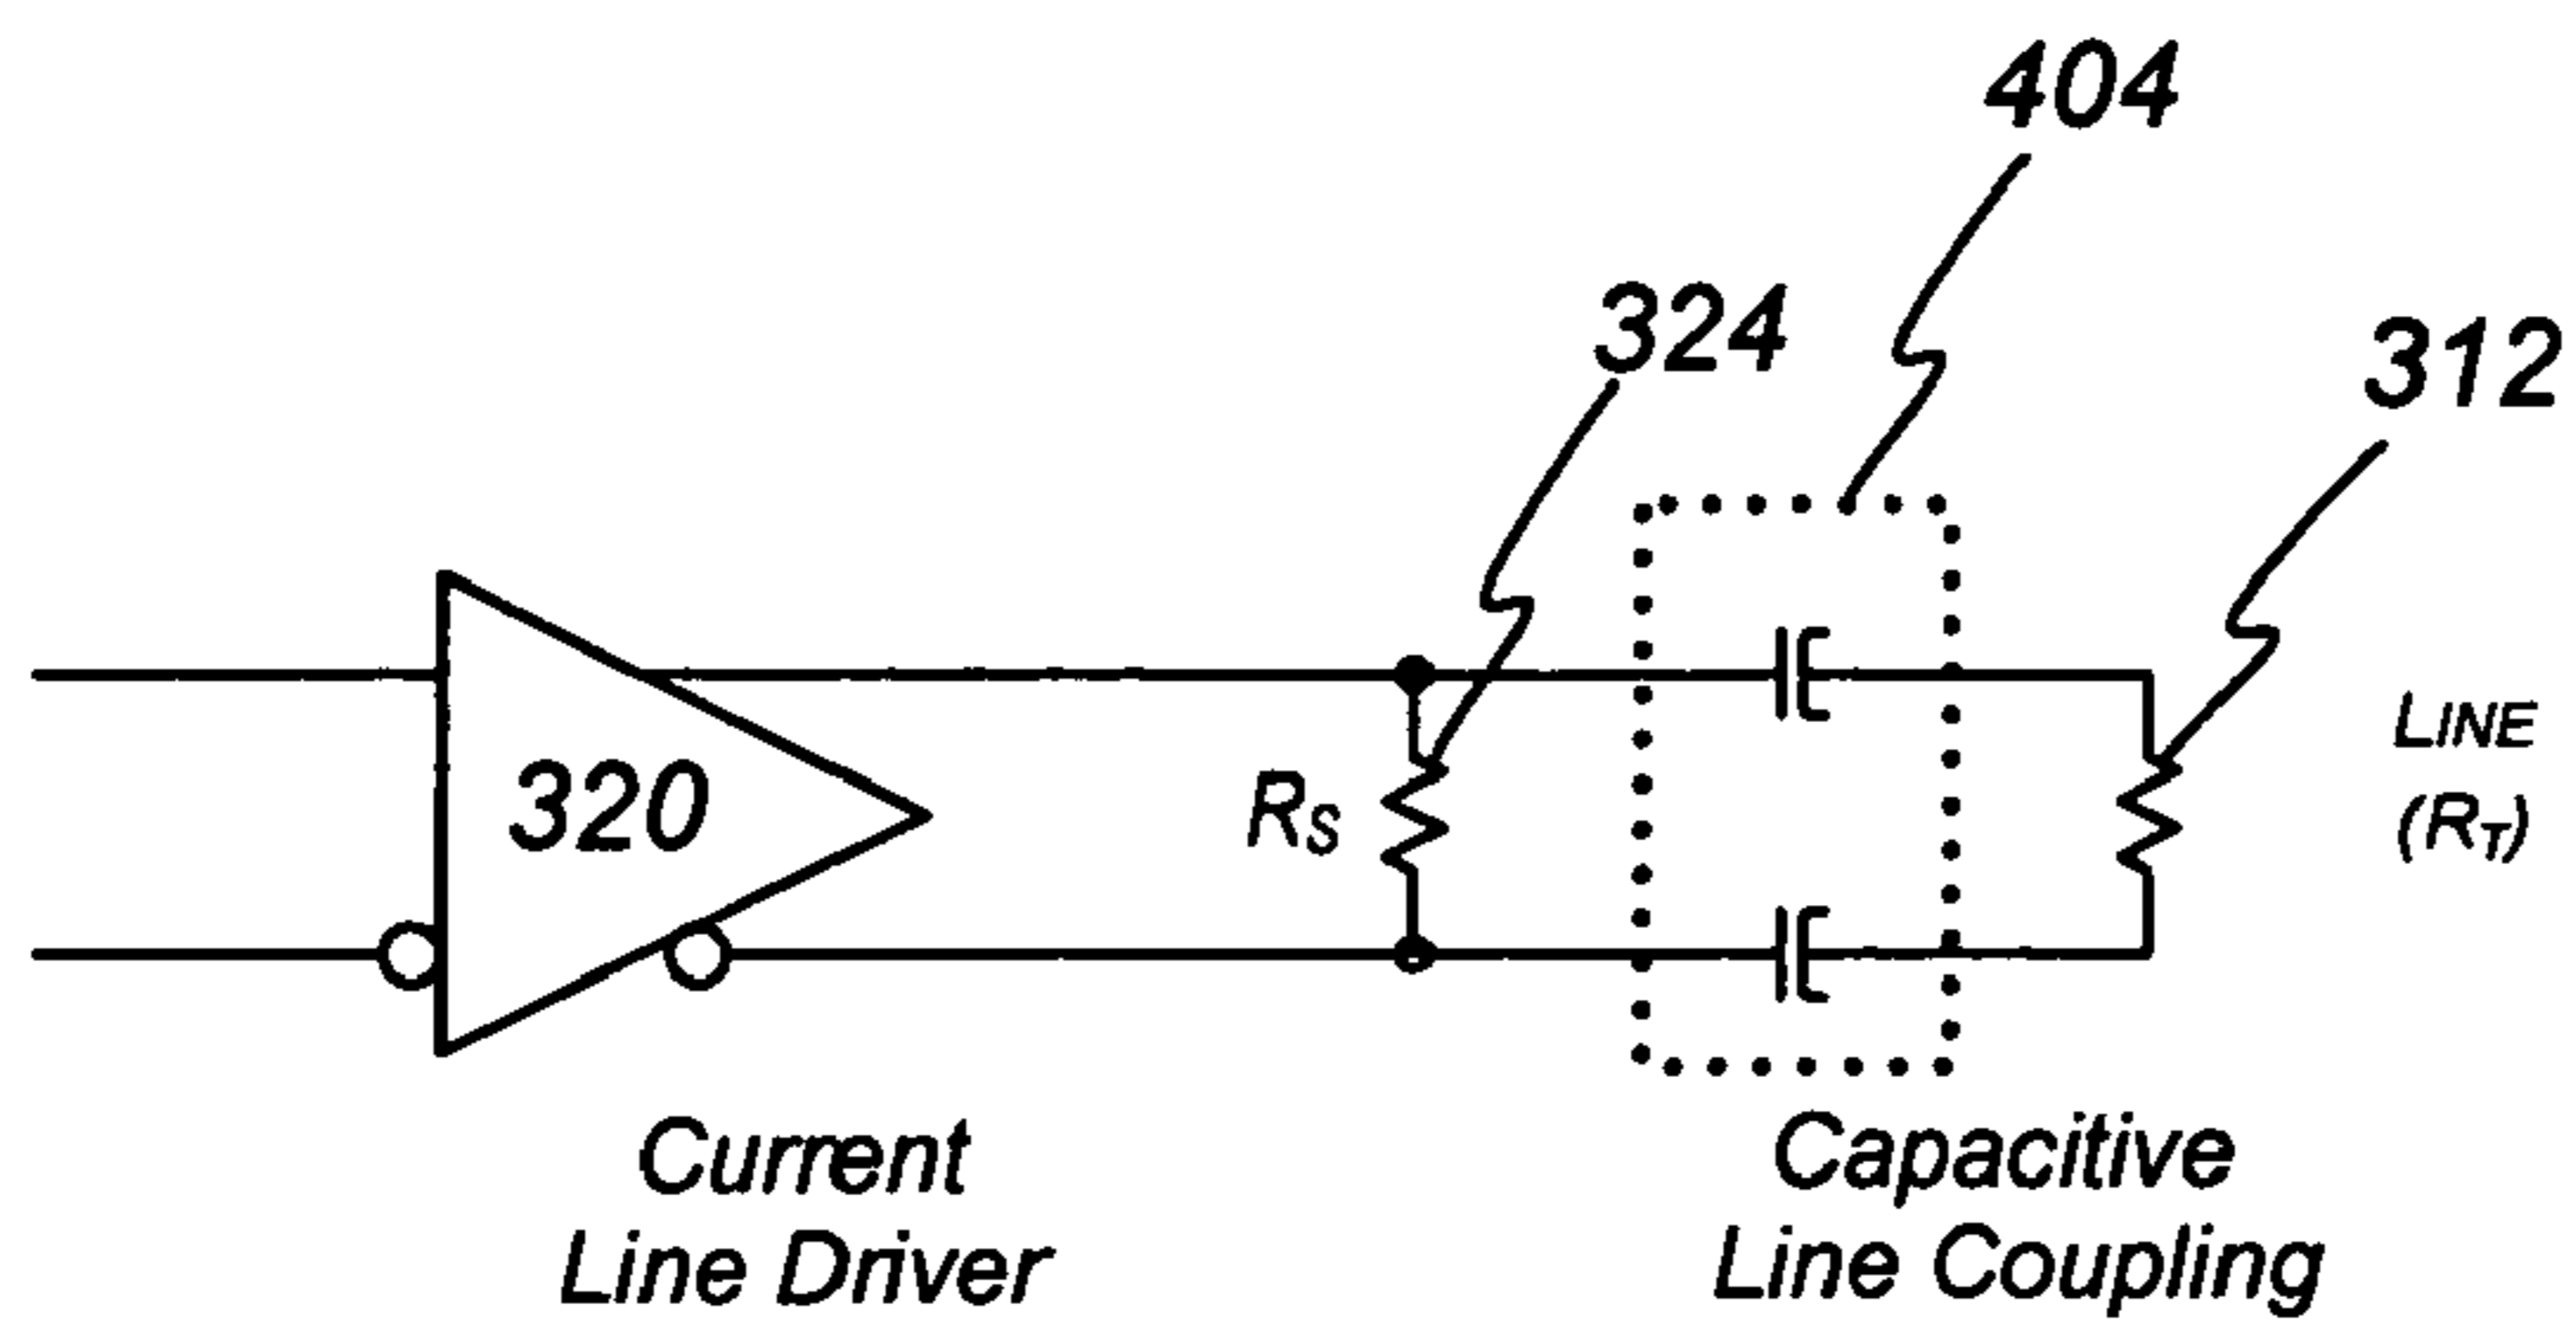 404
324
312
320
RS
LINE
(RT)
Current
Line Driver
Capacitive
Line Coupling